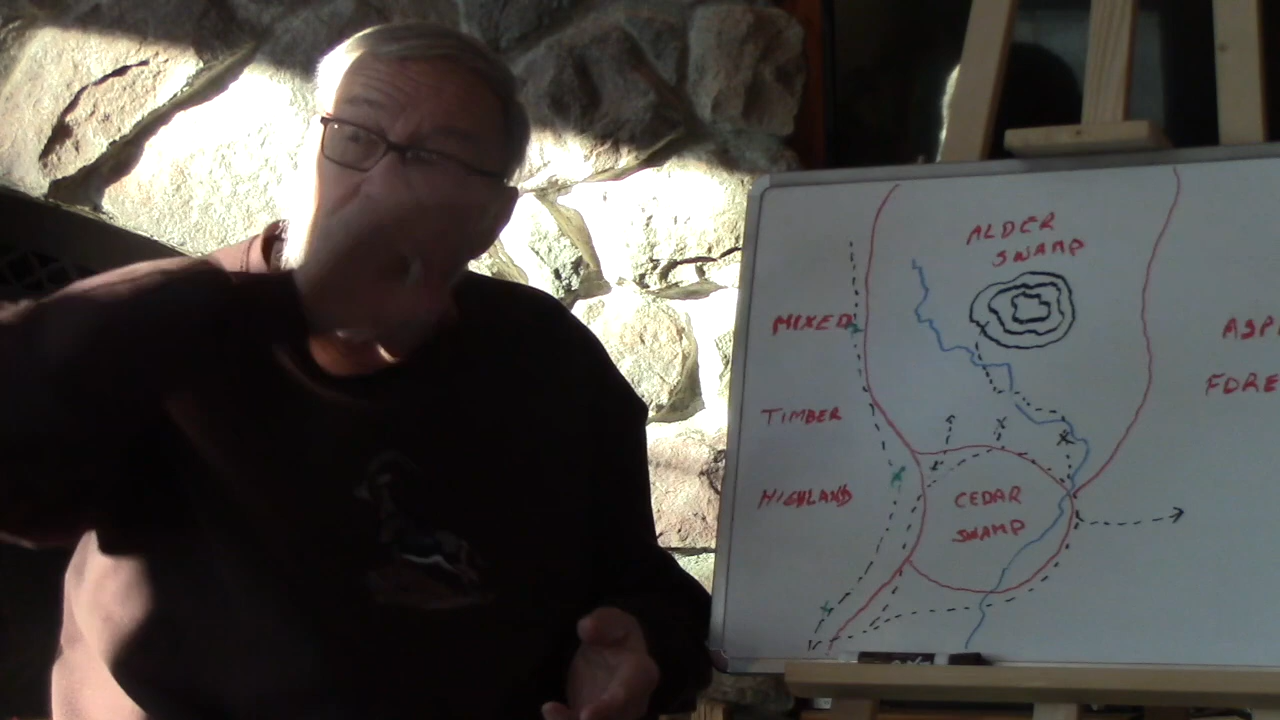 ALDER
SWAMP
MIXED
ASP
FORE
TIMBER
HIGHLAND
CEDAR
SWAMP